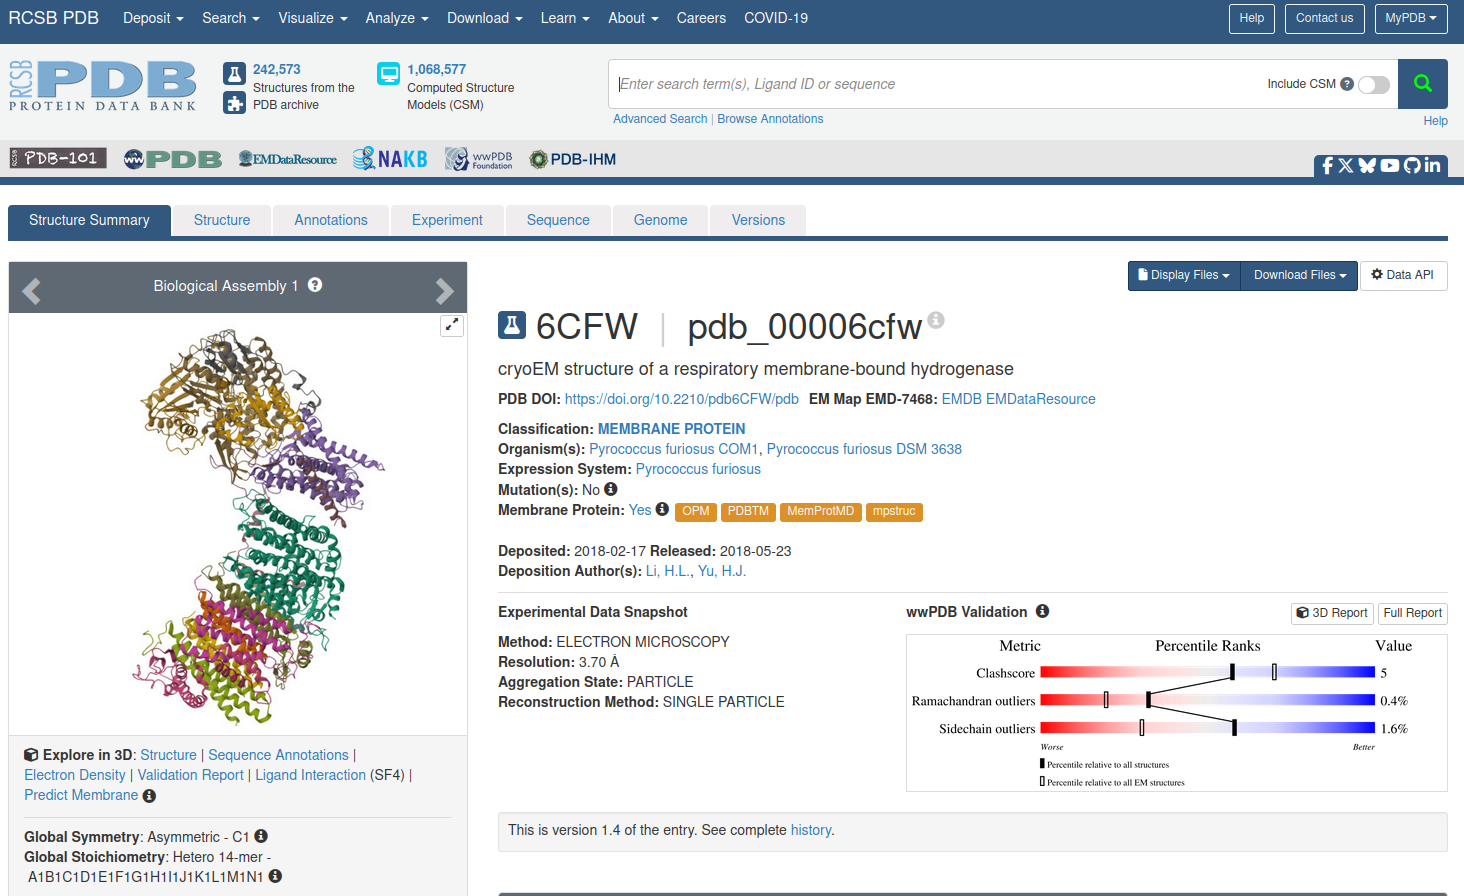 RCSB PDB Deposit Search Visualize Analyze Download Learn About Careers COVID-19 Help Contact us MyPDB
RCSB PDB
PROTEIN DATA BANK
242,573
Structures from the
PDB archive
1,068,577
Computed Structure
Models (CSM)
Enter search term(s), Ligand ID or sequence
Include CSM ?
Advanced Search | Browse Annotations
Help
RCSB PDB-101 wwPDB EMDataResource NAKB wwPDB Foundation PDB-IHM
Structure Summary Structure Annotations Experiment Sequence Genome Versions
Biological Assembly 1 ?
Display Files Download Files Data API
6CFW | pdb_00006cfw
cryoEM structure of a respiratory membrane-bound hydrogenase
PDB DOI: https://doi.org/10.2210/pdb6CFW/pdb EM Map EMD-7468: EMDB EMDataResource
Classification: MEMBRANE PROTEIN
Organism(s): Pyrococcus furiosus COM1, Pyrococcus furiosus DSM 3638
Expression System: Pyrococcus furiosus
Mutation(s): No
Membrane Protein: Yes OPM PDBTM MemProtMD mpstruc
Deposited: 2018-02-17 Released: 2018-05-23
Deposition Author(s): Li, H.L., Yu, H.J.
Experimental Data Snapshot
Method: ELECTRON MICROSCOPY
Resolution: 3.70 Å
Aggregation State: PARTICLE
Reconstruction Method: SINGLE PARTICLE
wwPDB Validation 3D Report Full Report
Metric Percentile Ranks Value
Clashscore 5
Ramachandran outliers 0.4%
Sidechain outliers 1.6%
Worse Better
Percentile relative to all structures
Percentile relative to all EM structures
This is version 1.4 of the entry. See complete history.
Explore in 3D: Structure | Sequence Annotations |
Electron Density | Validation Report | Ligand Interaction (SF4) |
Predict Membrane
Global Symmetry: Asymmetric - C1
Global Stoichiometry: Hetero 14-mer -
A1B1C1D1E1F1G1H1I1J1K1L1M1N1